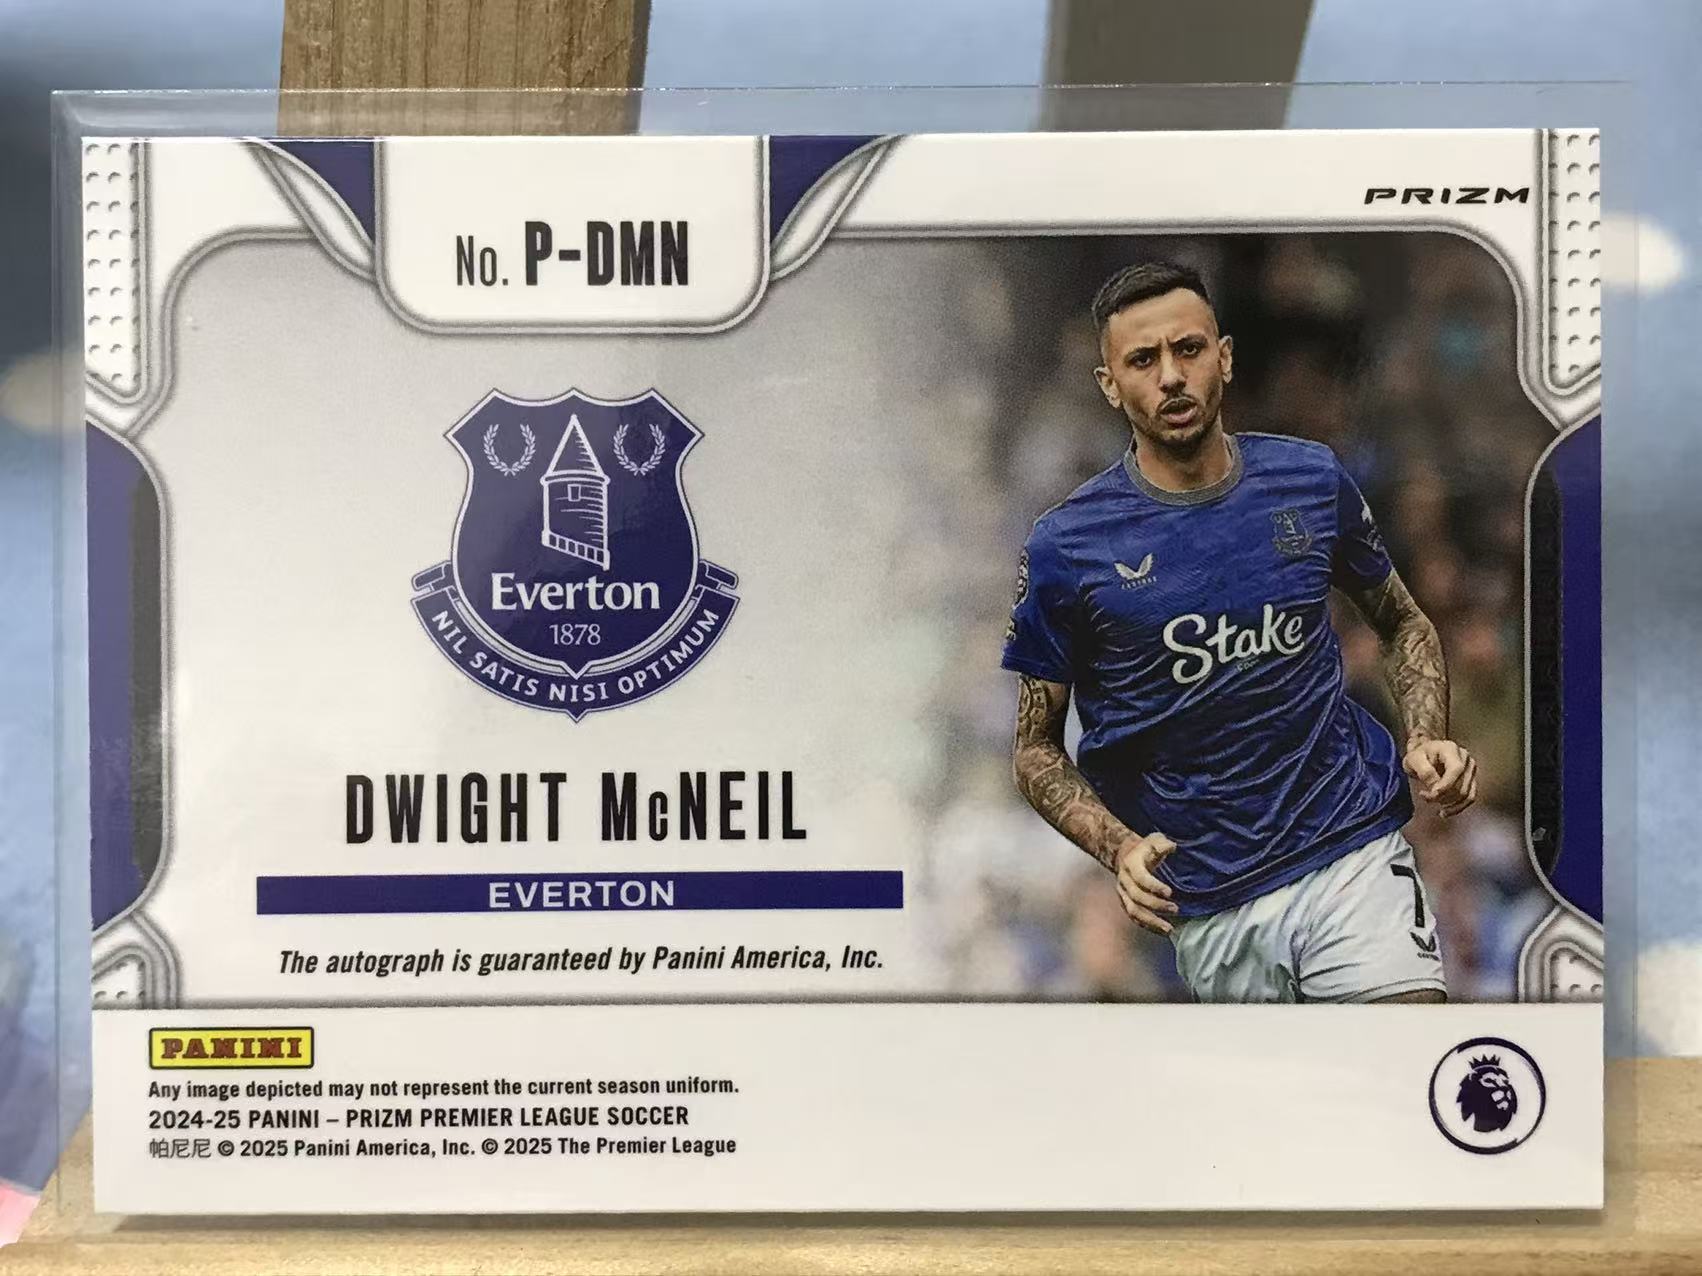 PRIZM
No. P-DMN
Everton
1878
NIL SATIS NISI OPTIMUM
Stake
7
DWIGHT McNEIL
EVERTON
The autograph is guaranteed by Panini America, Inc.
PANINI
Any image depicted may not represent the current season uniform.
2024-25 PANINI – PRIZM PREMIER LEAGUE SOCCER
帕尼尼 © 2025 Panini America, Inc. © 2025 The Premier League